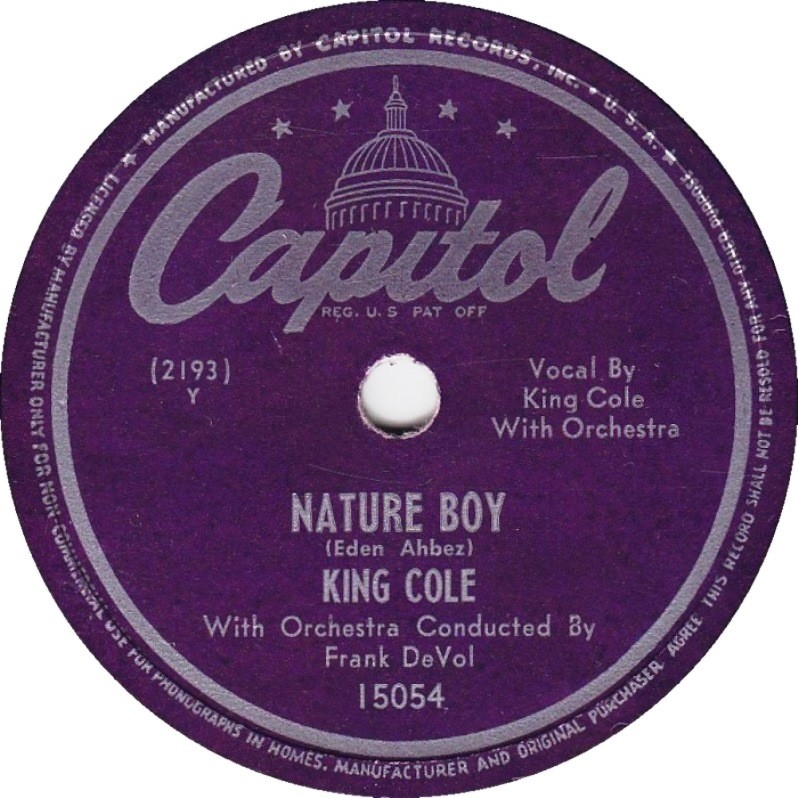 MANUFACTURED BY CAPITOL RECORDS, INC. • U. S. A. ★ LICENSED BY MANUFACTURER ONLY FOR NON-COMMERCIAL USE FOR PHONOGRAPHS IN HOMES. MANUFACTURER AND ORIGINAL PURCHASER AGREE THIS RECORD SHALL NOT BE RESOLD FOR ANY OTHER PURPOSE ★
Capitol
REG. U. S PAT OFF
(2193)
Y
Vocal By
King Cole
With Orchestra
NATURE BOY
(Eden Ahbez)
KING COLE
With Orchestra Conducted By
Frank DeVol
15054